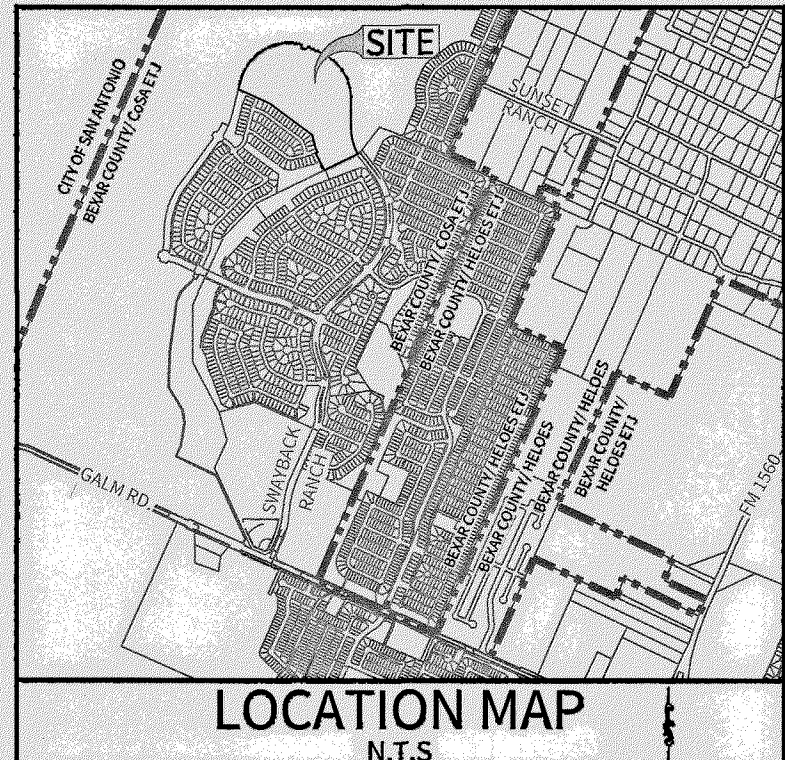 SITE
CITY OF SAN ANTONIO
BEXAR COUNTY/ CoSA ETJ
SUNSET
RANCH
BEXAR COUNTY/ COSA ETJ
BEXAR COUNTY/ HELOES ETJ
BEXAR COUNTY/ HELOES ETJ
BEXAR COUNTY/ HELOES
BEXAR COUNTY/ HELOES
BEXAR COUNTY/
HELOES ETJ
SWAYBACK
RANCH
GALM RD.
FM 1560
LOCATION MAP
N.T.S